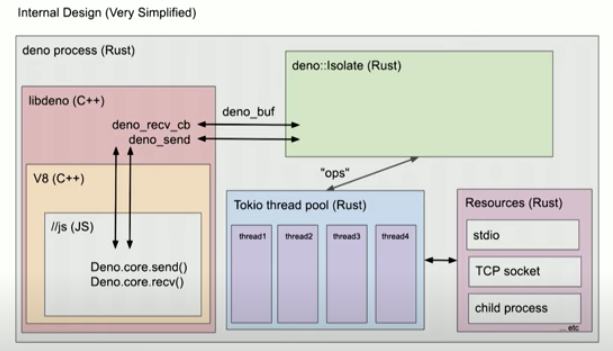 Internal Design (Very Simplified)
deno process (Rust)
deno::Isolate (Rust)
libdeno (C++)
deno_buf
deno_recv_cb
deno_send
"ops"
V8 (C++)
//js (JS)
Deno.core.send()
Deno.core.recv()
Tokio thread pool (Rust)
thread1
thread2
thread3
thread4
Resources (Rust)
stdio
TCP socket
child process
... etc